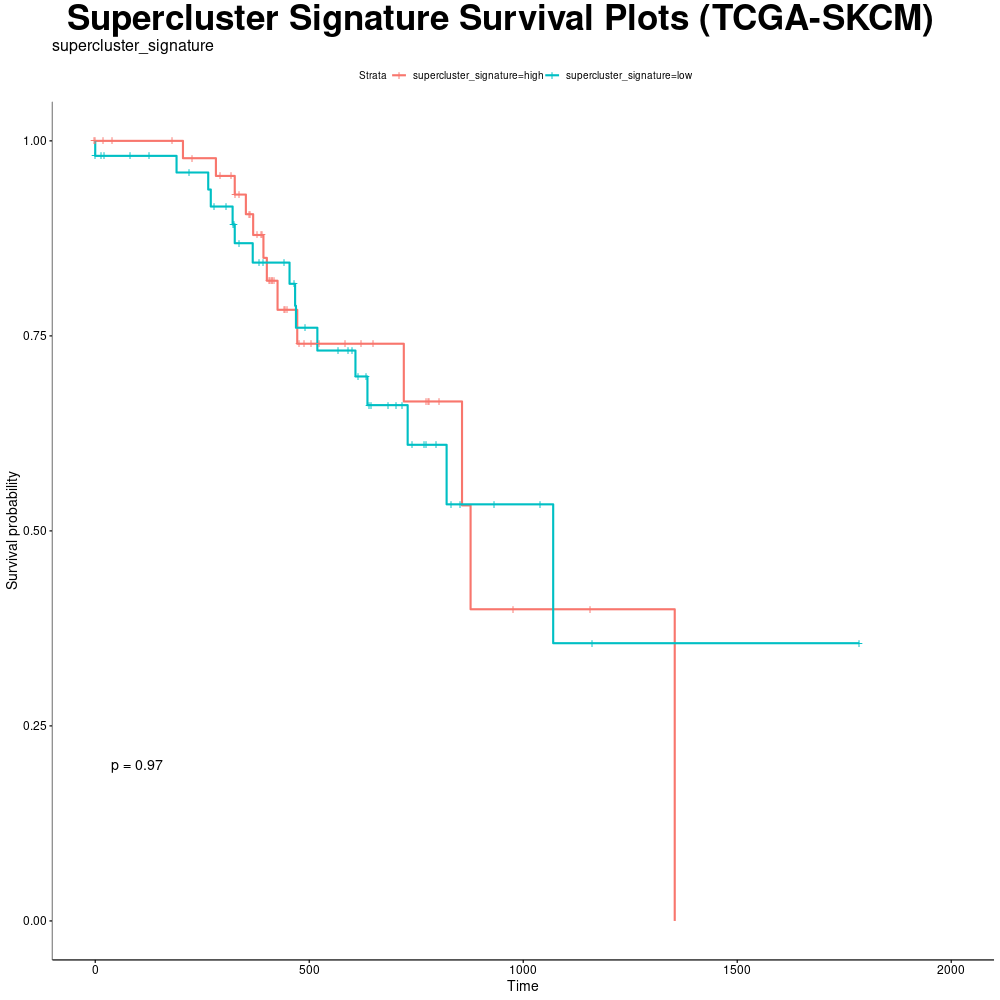 Supercluster Signature Survival Plots (TCGA-SKCM)
supercluster_signature
Strata supercluster_signature=high supercluster_signature=low
1.00
0.75
0.50
0.25
0.00
Survival probability
p = 0.97
0 500 1000 1500 2000
Time